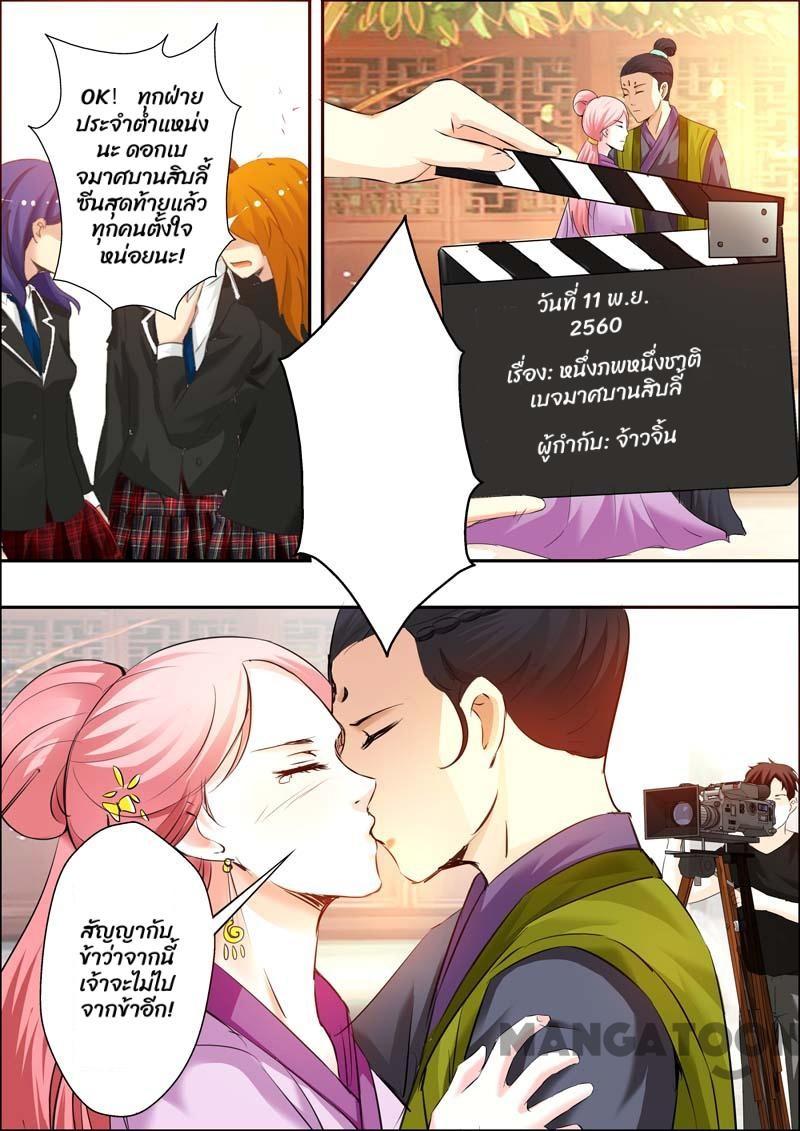 OK! ทุกฝ่าย
ประจำตำแหน่ง
นะ ดอกเบ
จมาศบานสิบลี้
ซีนสุดท้ายแล้ว
ทุกคนตั้งใจ
หน่อยนะ!
วันที่ 11 พ.ย.
2560
เรื่อง: หนึ่งภพหนึ่งชาติ
เบจมาศบานสิบลี้
ผู้กำกับ: จ้าวจิ้น
สัญญากับ
ข้าว่าจากนี้
เจ้าจะไม่ไป
จากข้าอีก!
MANGATOON